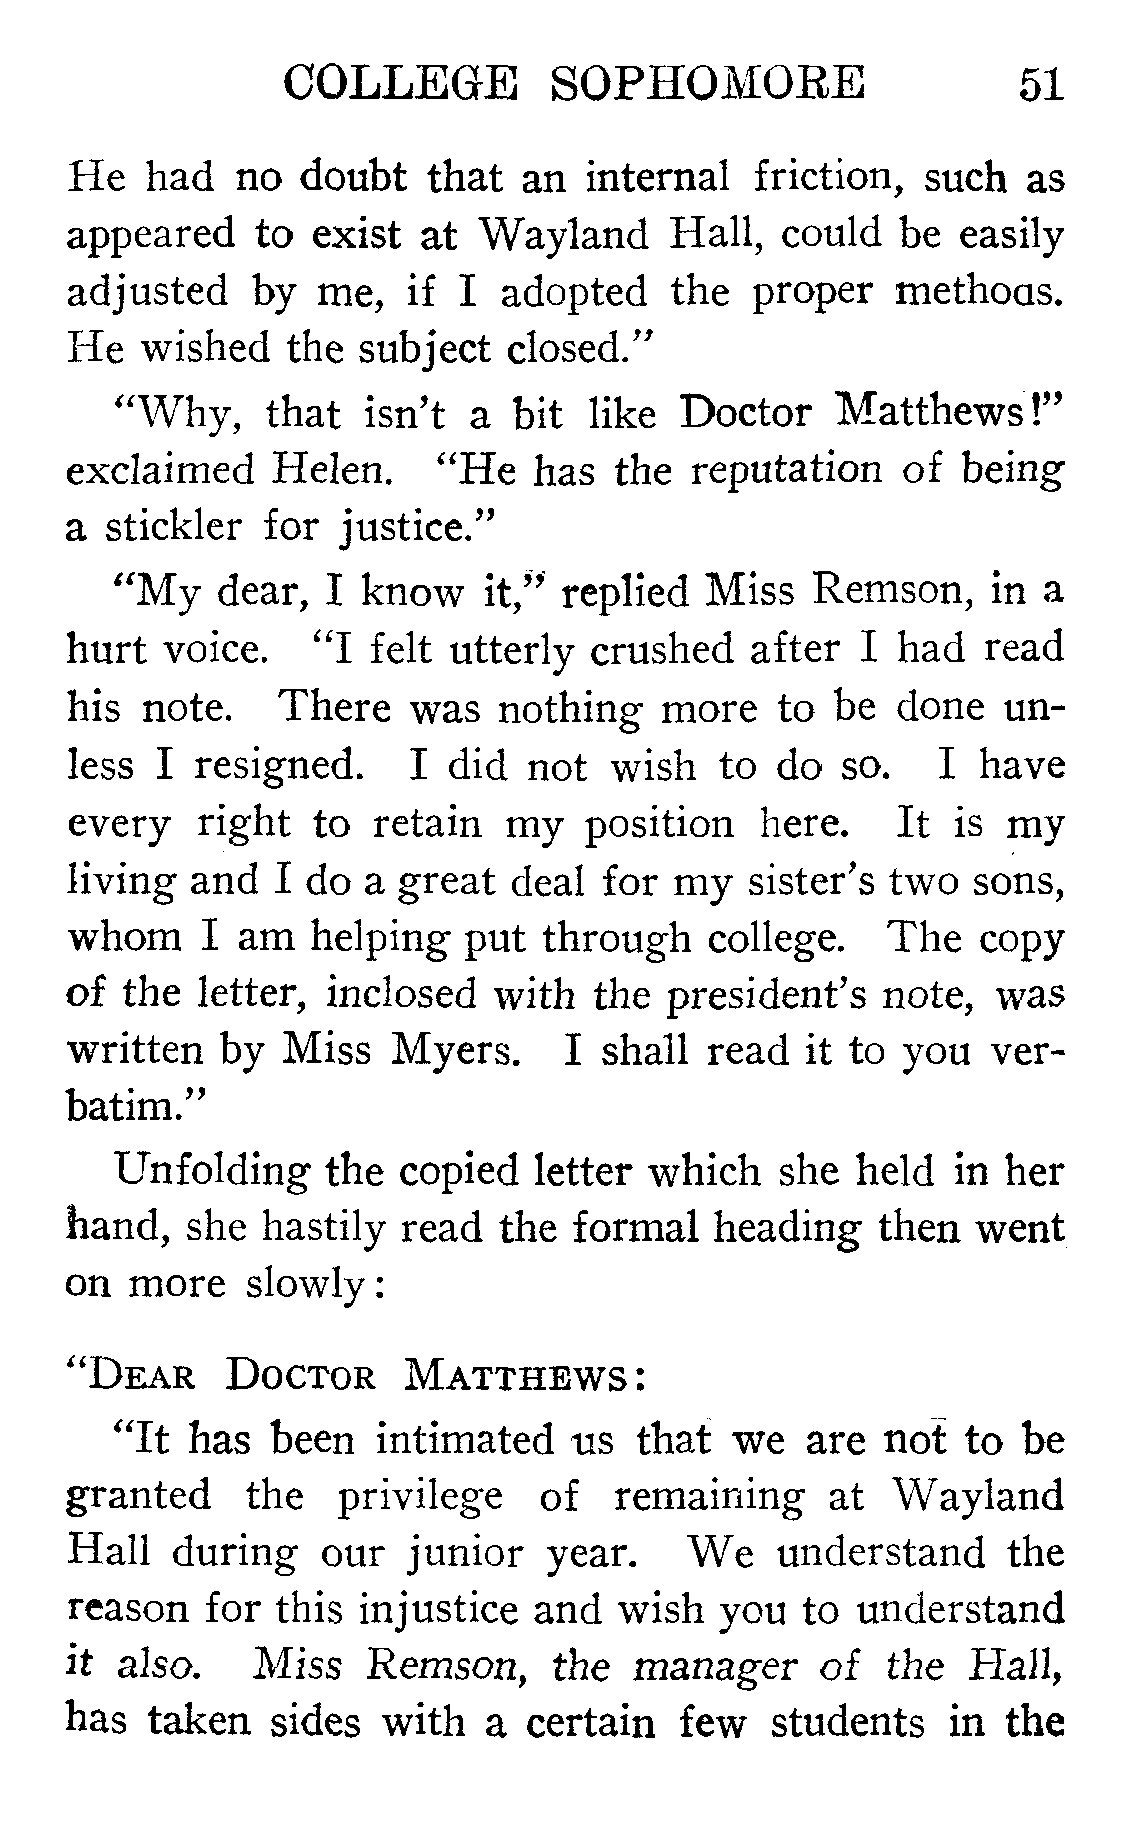 COLLEGE SOPHOMORE 51
He had no doubt that an internal friction, such as
appeared to exist at Wayland Hall, could be easily
adjusted by me, if I adopted the proper methods.
He wished the subject closed."
"Why, that isn't a bit like Doctor Matthews!"
exclaimed Helen. "He has the reputation of being
a stickler for justice."
"My dear, I know it," replied Miss Remson, in a
hurt voice. "I felt utterly crushed after I had read
his note. There was nothing more to be done un-
less I resigned. I did not wish to do so. I have
every right to retain my position here. It is my
living and I do a great deal for my sister's two sons,
whom I am helping put through college. The copy
of the letter, inclosed with the president's note, was
written by Miss Myers. I shall read it to you ver-
batim."
Unfolding the copied letter which she held in her
hand, she hastily read the formal heading then went
on more slowly:
"DEAR DOCTOR MATTHEWS:
"It has been intimated us that we are not to be
granted the privilege of remaining at Wayland
Hall during our junior year. We understand the
reason for this injustice and wish you to understand
it also. Miss Remson, the manager of the Hall,
has taken sides with a certain few students in the